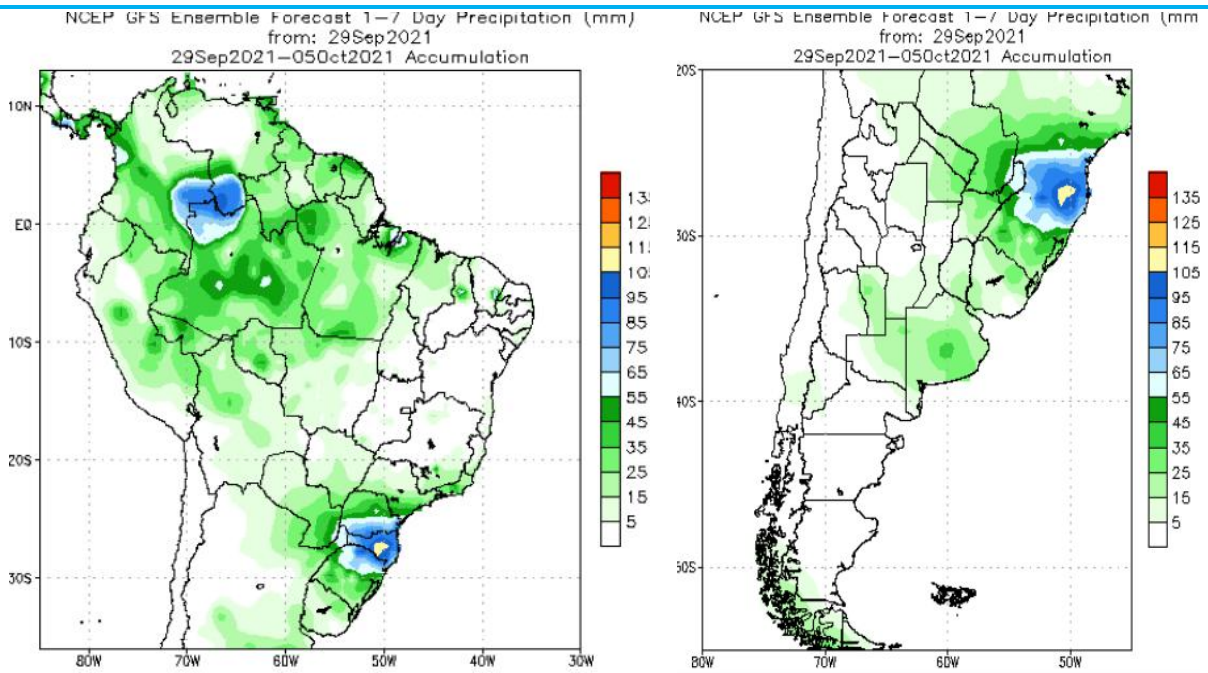 NCEP GFS Ensemble Forecast 1–7 Day Precipitation (mm)
from: 29Sep2021
29Sep2021–05Oct2021 Accumulation
10N
EQ
10S
20S
30S
80W
70W
60W
50W
40W
30W
135
125
115
105
95
85
75
65
55
45
35
25
15
5
NCEP GFS Ensemble Forecast 1–7 Day Precipitation (mm
from: 29Sep2021
29Sep2021–05Oct2021 Accumulation
20S
30S
40S
50S
80W
70W
60W
50W
135
125
115
105
95
85
75
65
55
45
35
25
15
5